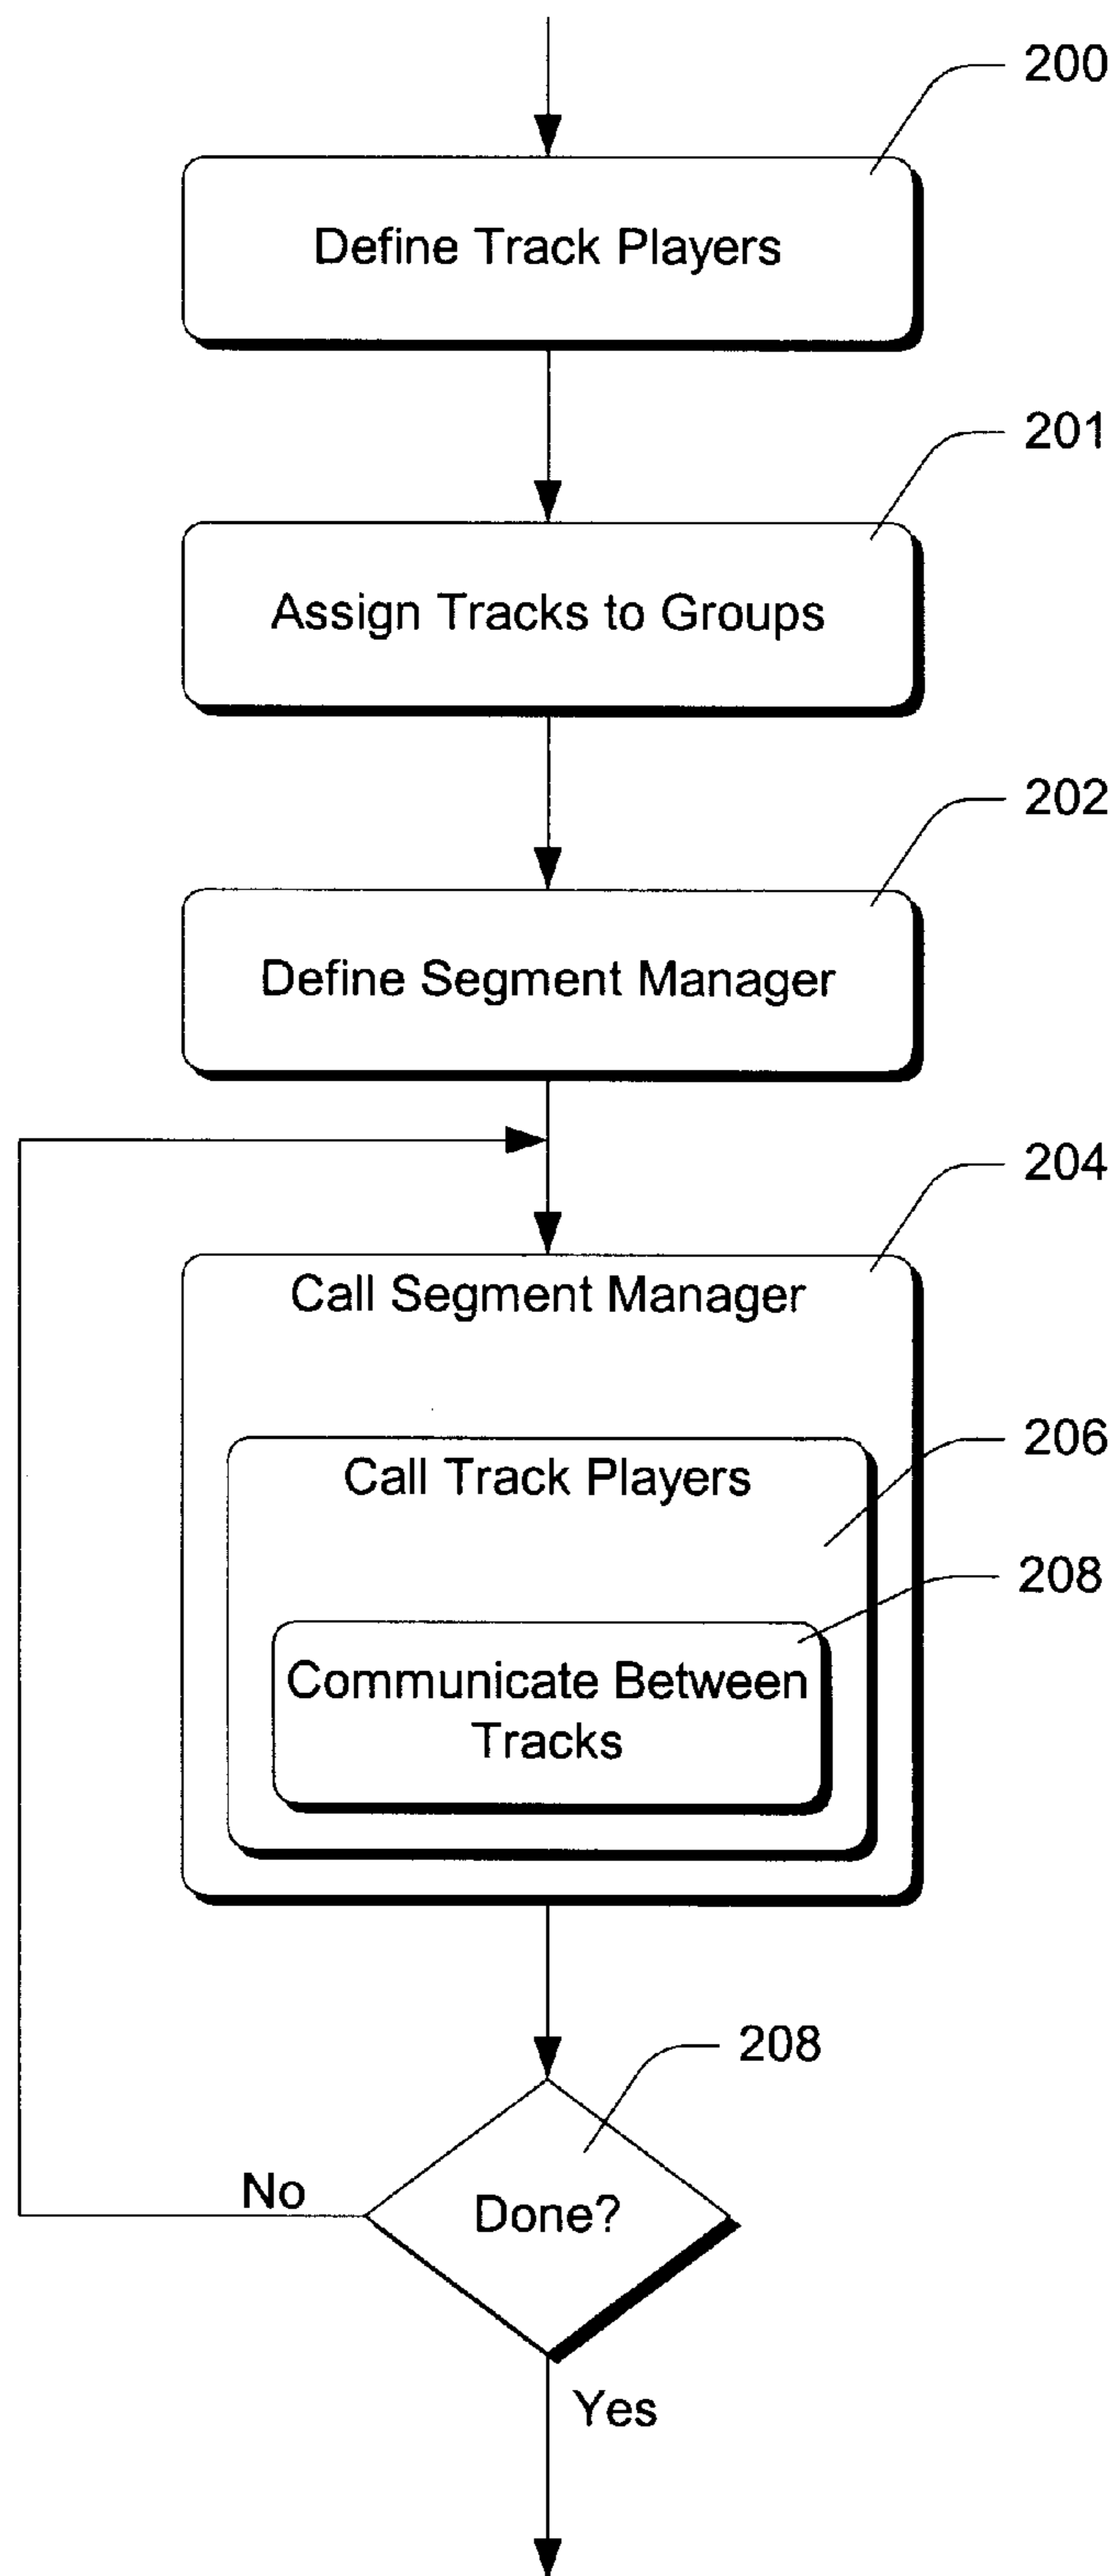 200
Define Track Players
201
Assign Tracks to Groups
202
Define Segment Manager
204
Call Segment Manager
206
Call Track Players
208
Communicate Between
Tracks
208
No
Done?
Yes